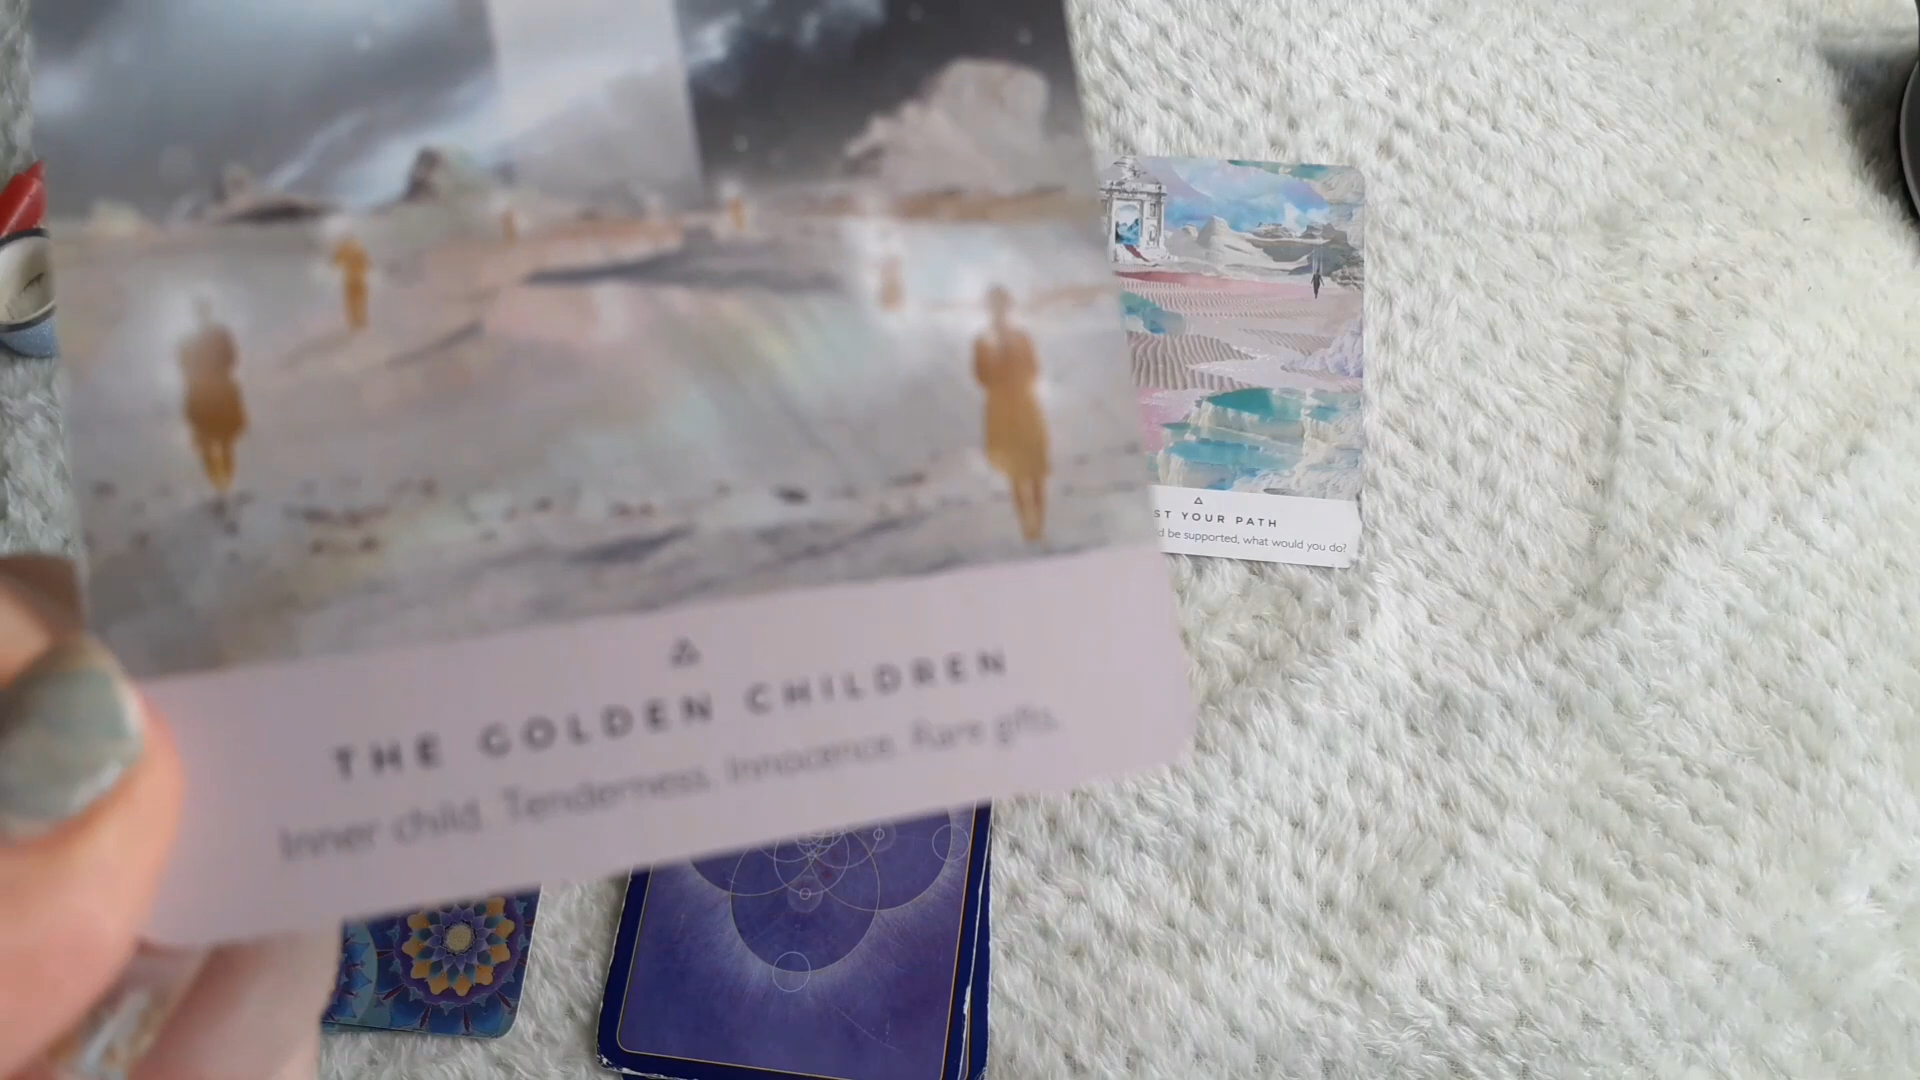 THE GOLDEN CHILDREN
Inner child. Tenderness. Innocence. Rare gifts.
ST YOUR PATH
d be supported, what would you do?